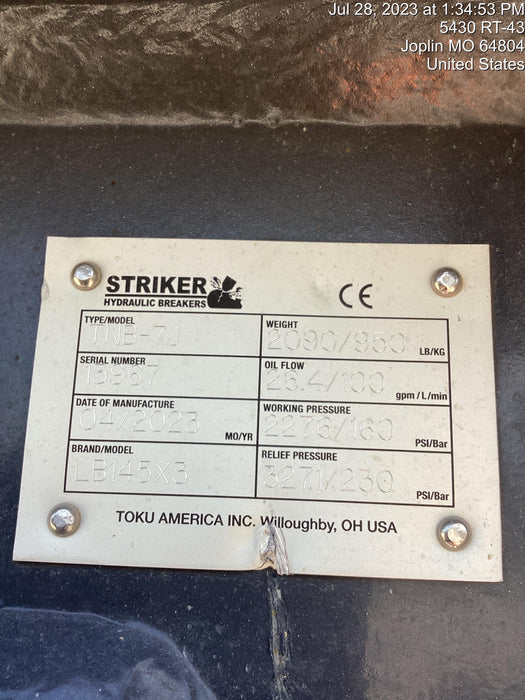 Jul 28, 2023 at 1:34:53 PM
5430 RT-43
Joplin MO 64804
United States
STRIKER
HYDRAULIC BREAKERS
CE
TYPE/MODEL
TNB-7J
WEIGHT
2090/950 LB/KG
SERIAL NUMBER
13967
OIL FLOW
26.4/100 gpm / L/min
DATE OF MANUFACTURE
04/2023 MO/YR
WORKING PRESSURE
2276/160 PSI/Bar
BRAND/MODEL
LB145X3
RELIEF PRESSURE
3271/230 PSI/Bar
TOKU AMERICA INC. Willoughby, OH USA